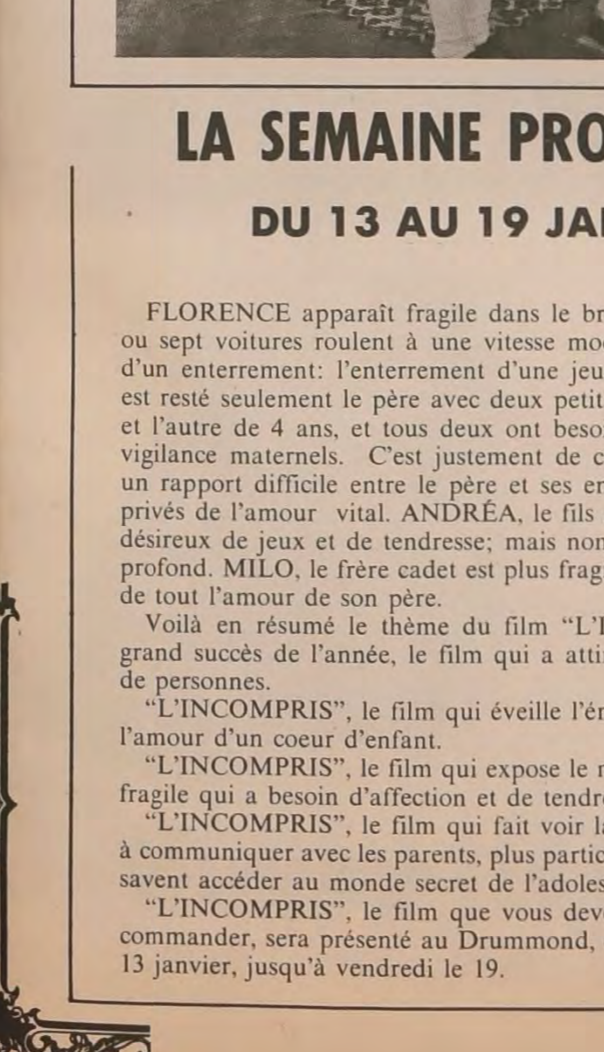 LA SEMAINE PRO
DU 13 AU 19 JAN
FLORENCE apparaît fragile dans le br
ou sept voitures roulent à une vitesse mod
d'un enterrement: l'enterrement d'une jeu
est resté seulement le père avec deux petit
et l'autre de 4 ans, et tous deux ont beso
vigilance maternels. C'est justement de c
un rapport difficile entre le père et ses en
privés de l'amour vital. ANDRÉA, le fils
désireux de jeux et de tendresse; mais non
profond. MILO, le frère cadet est plus frag
de tout l'amour de son père.
Voilà en résumé le thème du film “L'I
grand succès de l'année, le film qui a atti
de personnes.
“L'INCOMPRIS”, le film qui éveille l'ém
l'amour d'un coeur d'enfant.
“L'INCOMPRIS”, le film qui expose le m
fragile qui a besoin d'affection et de tendre
“L'INCOMPRIS”, le film qui fait voir la
à communiquer avec les parents, plus partic
savent accéder au monde secret de l'adoles
“L'INCOMPRIS”, le film que vous deve
commander, sera présenté au Drummond,
13 janvier, jusqu'à vendredi le 19.